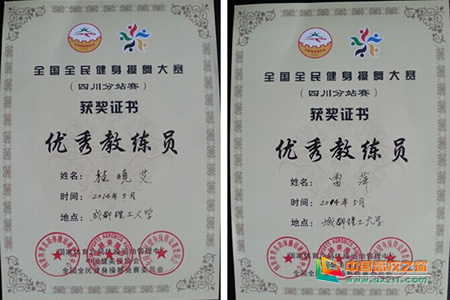 全国全民健身操舞大赛
(四川分站赛)
获奖证书
优秀教练员
姓名:桂晓艾
时间:2014年5月
地点:成都理工大学
全国全民健身操舞大赛
(四川分站赛)
获奖证书
优秀教练员
姓名:雷萍
时间:2014年5月
地点:成都理工大学
中国高校之窗